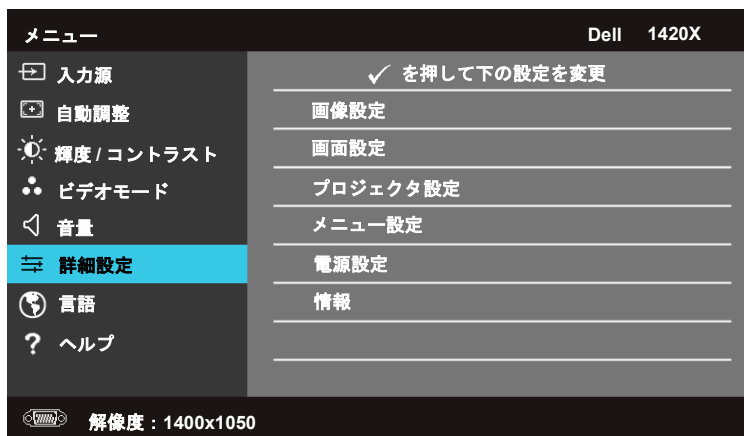 メニュー
Dell 1420X
入力源
自動調整
輝度 / コントラスト
ビデオモード
音量
詳細設定
言語
? ヘルプ
✓ を押して下の設定を変更
画像設定
画面設定
プロジェクタ設定
メニュー設定
電源設定
情報
解像度：1400x1050